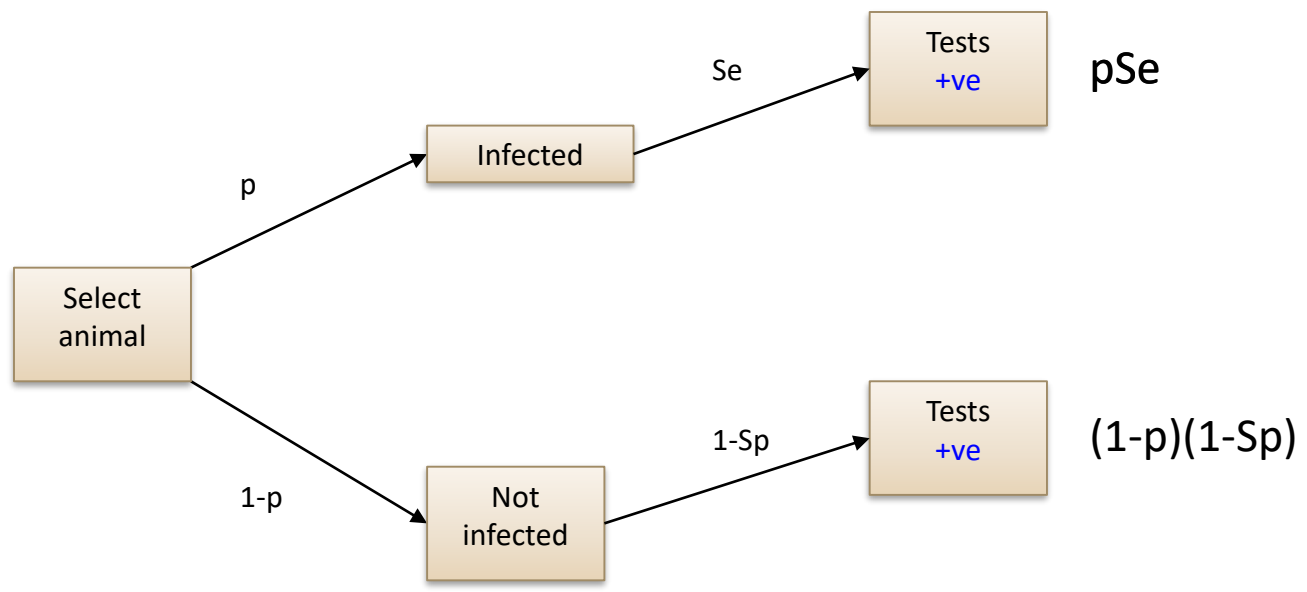 Tests
+ve
pSe
Se
Infected
p
Select
animal
Tests
+ve
(1-p)(1-Sp)
1-Sp
1-p
Not
infected